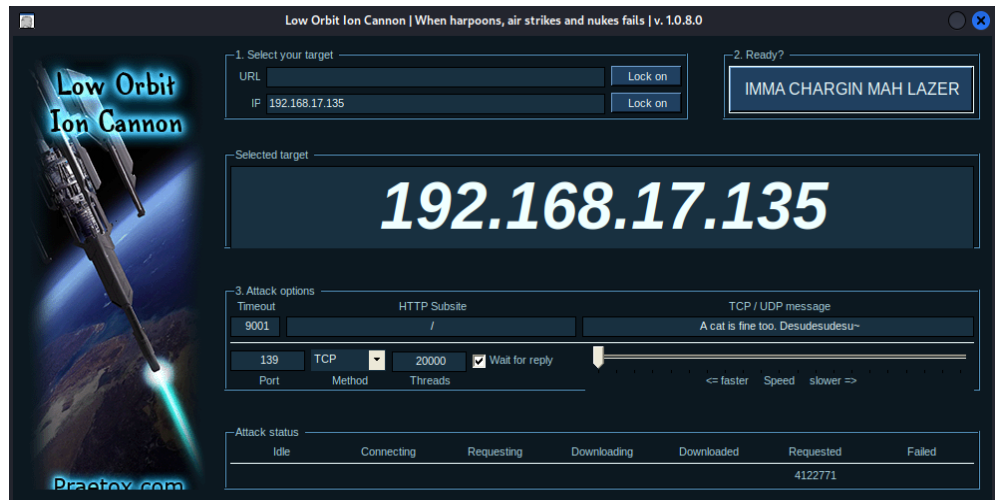 Low Orbit Ion Cannon | When harpoons, air strikes and nukes fails | v. 1.0.8.0
Low Orbit
Ion Cannon
1. Select your target
URL Lock on
IF 192.168.17.135 Lock on
2. Ready?
IMMA CHARGIN MAH LAZER
Selected target
192.168.17.135
3. Attack options
Timeout HTTP Subsite TCP / UDP message
9001 / A cat is fine too. Desudesudesu~
139 TCP 20000 Wait for reply
Port Method Threads <= faster Speed slower =>
Attack status
Idle Connecting Requesting Downloading Downloaded Requested Failed
4122771
Praetox.com